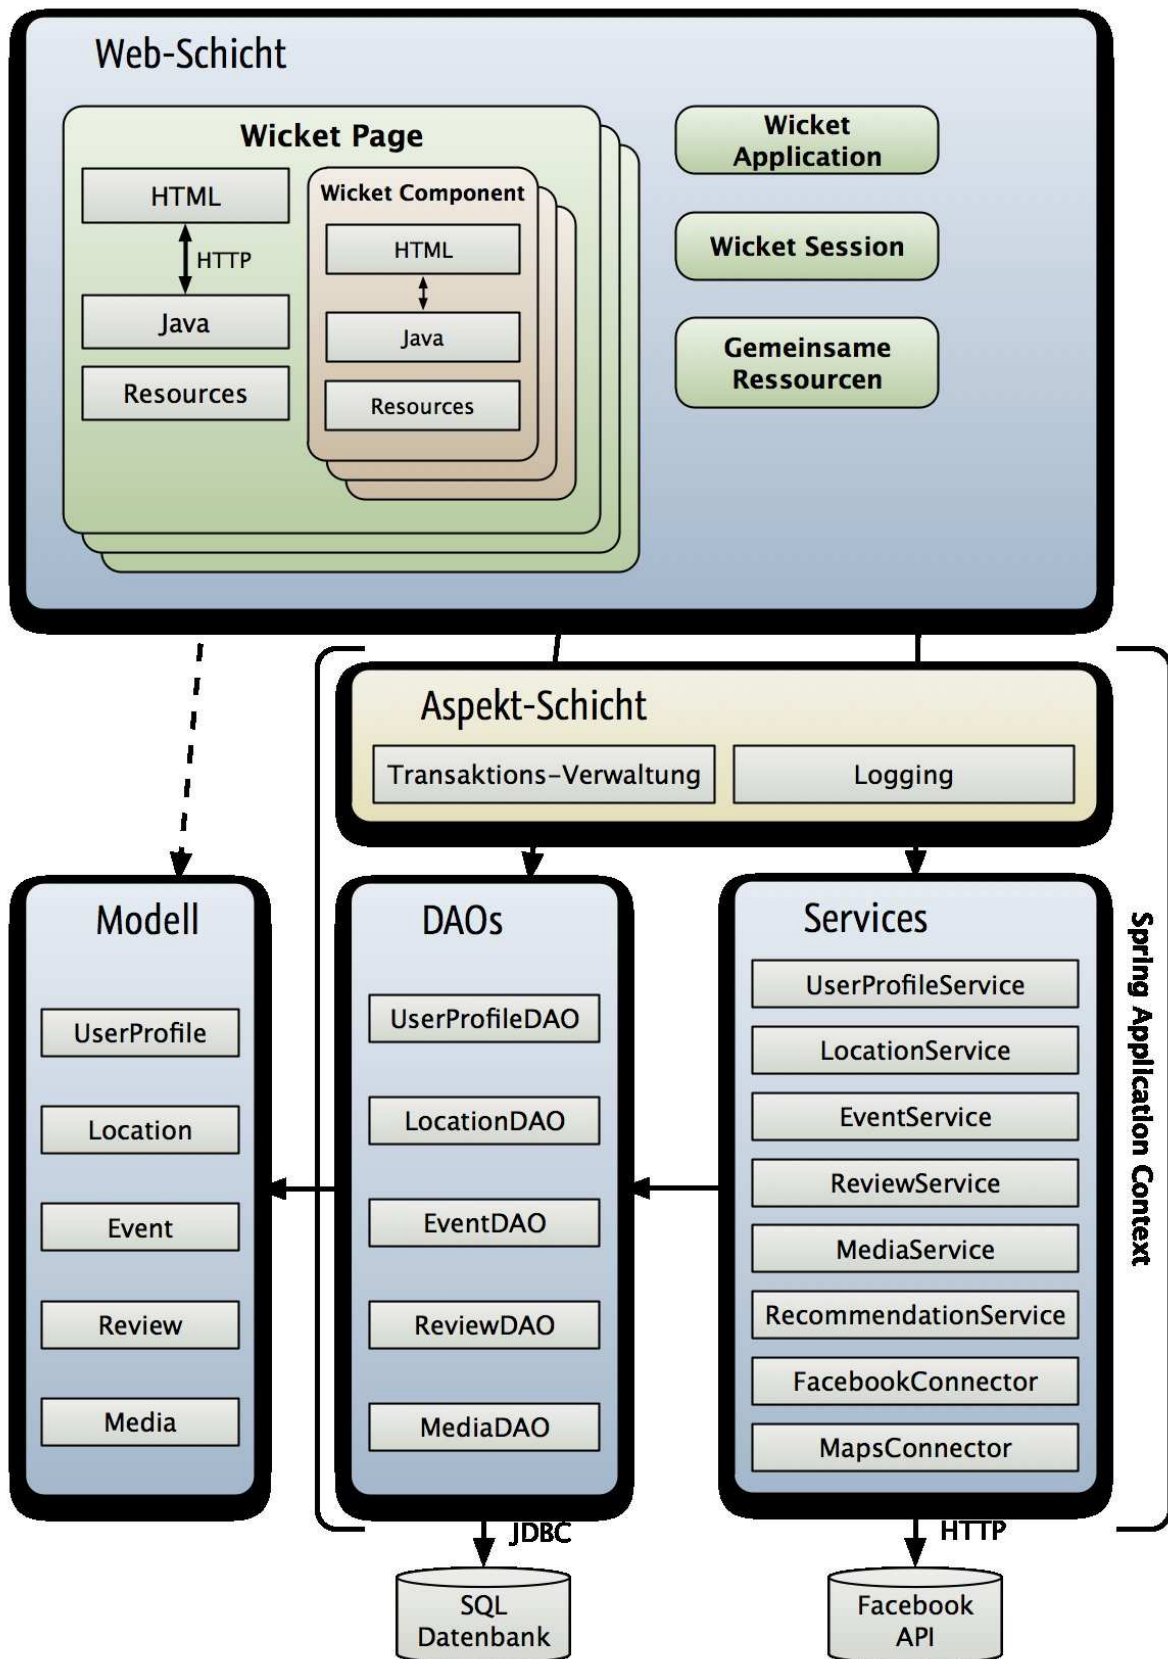 Web-Schicht
Wicket Page
HTML
HTTP
Java
Resources
Wicket Component
HTML
Java
Resources
Wicket
Application
Wicket Session
Gemeinsame
Ressourcen
Aspekt-Schicht
Transaktions-Verwaltung
Logging
Modell
UserProfile
Location
Event
Review
Media
DAOs
UserProfileDAO
LocationDAO
EventDAO
ReviewDAO
MediaDAO
Services
UserProfileService
LocationService
EventService
ReviewService
MediaService
RecommendationService
FacebookConnector
MapsConnector
Spring Application Context
JDBC
HTTP
SQL
Datenbank
Facebook
API